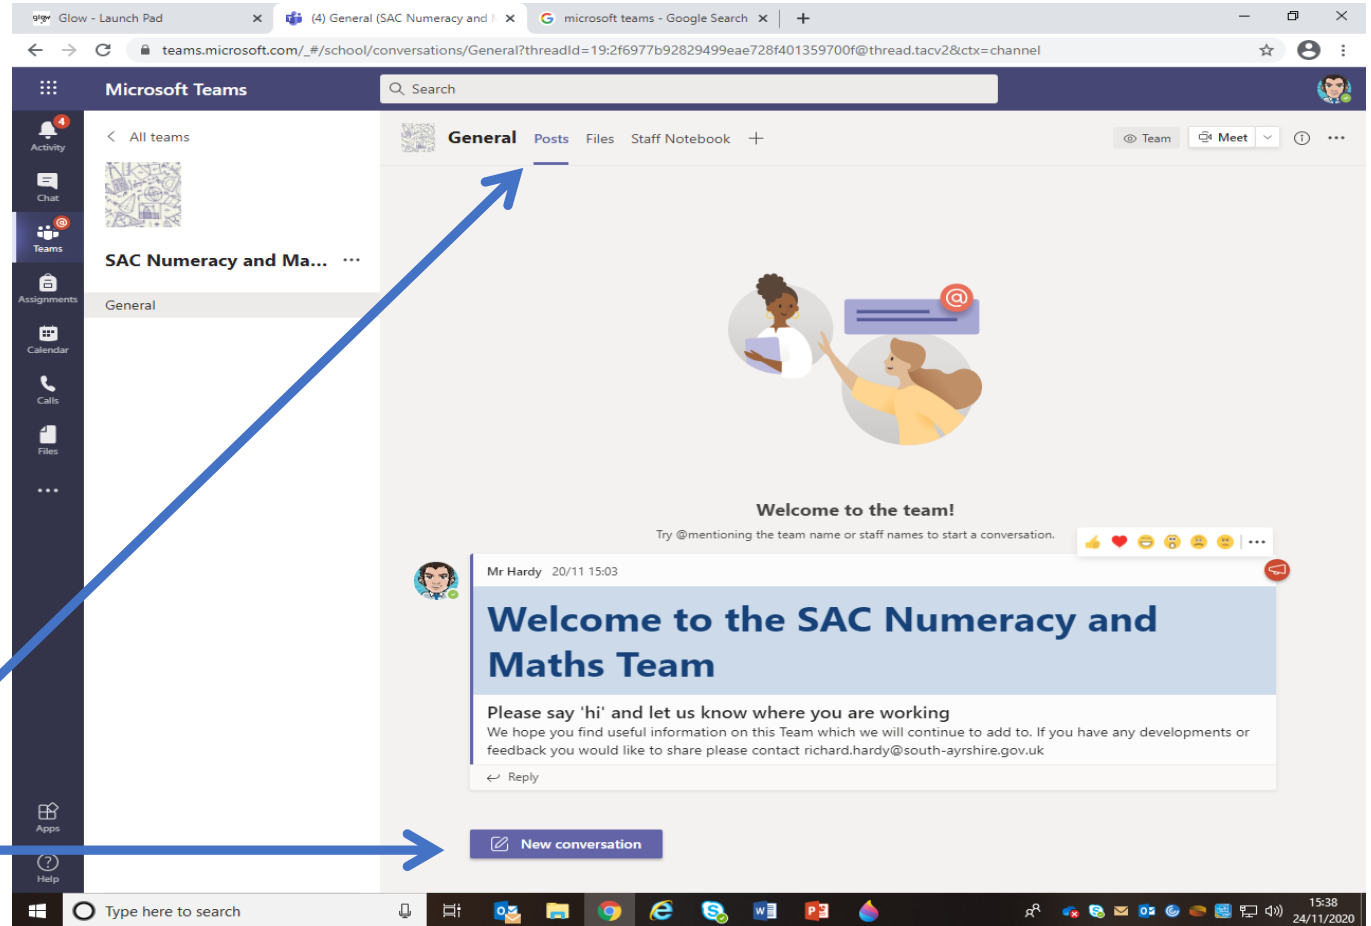 glow Glow - Launch Pad × (4) General (SAC Numeracy and × G microsoft teams - Google Search × +
teams.microsoft.com/_#/school/conversations/General?threadId=19:2f6977b92829499eae728f401359700f@thread.tacv2&ctx=channel
Microsoft Teams
Search
4
Activity
Chat
@
Teams
Assignments
Calendar
Calls
Files
...
Apps
Help
< All teams
SAC Numeracy and Ma... ...
General
General Posts Files Staff Notebook +
Team Meet ...
@
Welcome to the team!
Try @mentioning the team name or staff names to start a conversation.
Mr Hardy 20/11 15:03
Welcome to the SAC Numeracy and
Maths Team
Please say 'hi' and let us know where you are working
We hope you find useful information on this Team which we will continue to add to. If you have any developments or
feedback you would like to share please contact richard.hardy@south-ayrshire.gov.uk
Reply
New conversation
Type here to search
15:38
24/11/2020